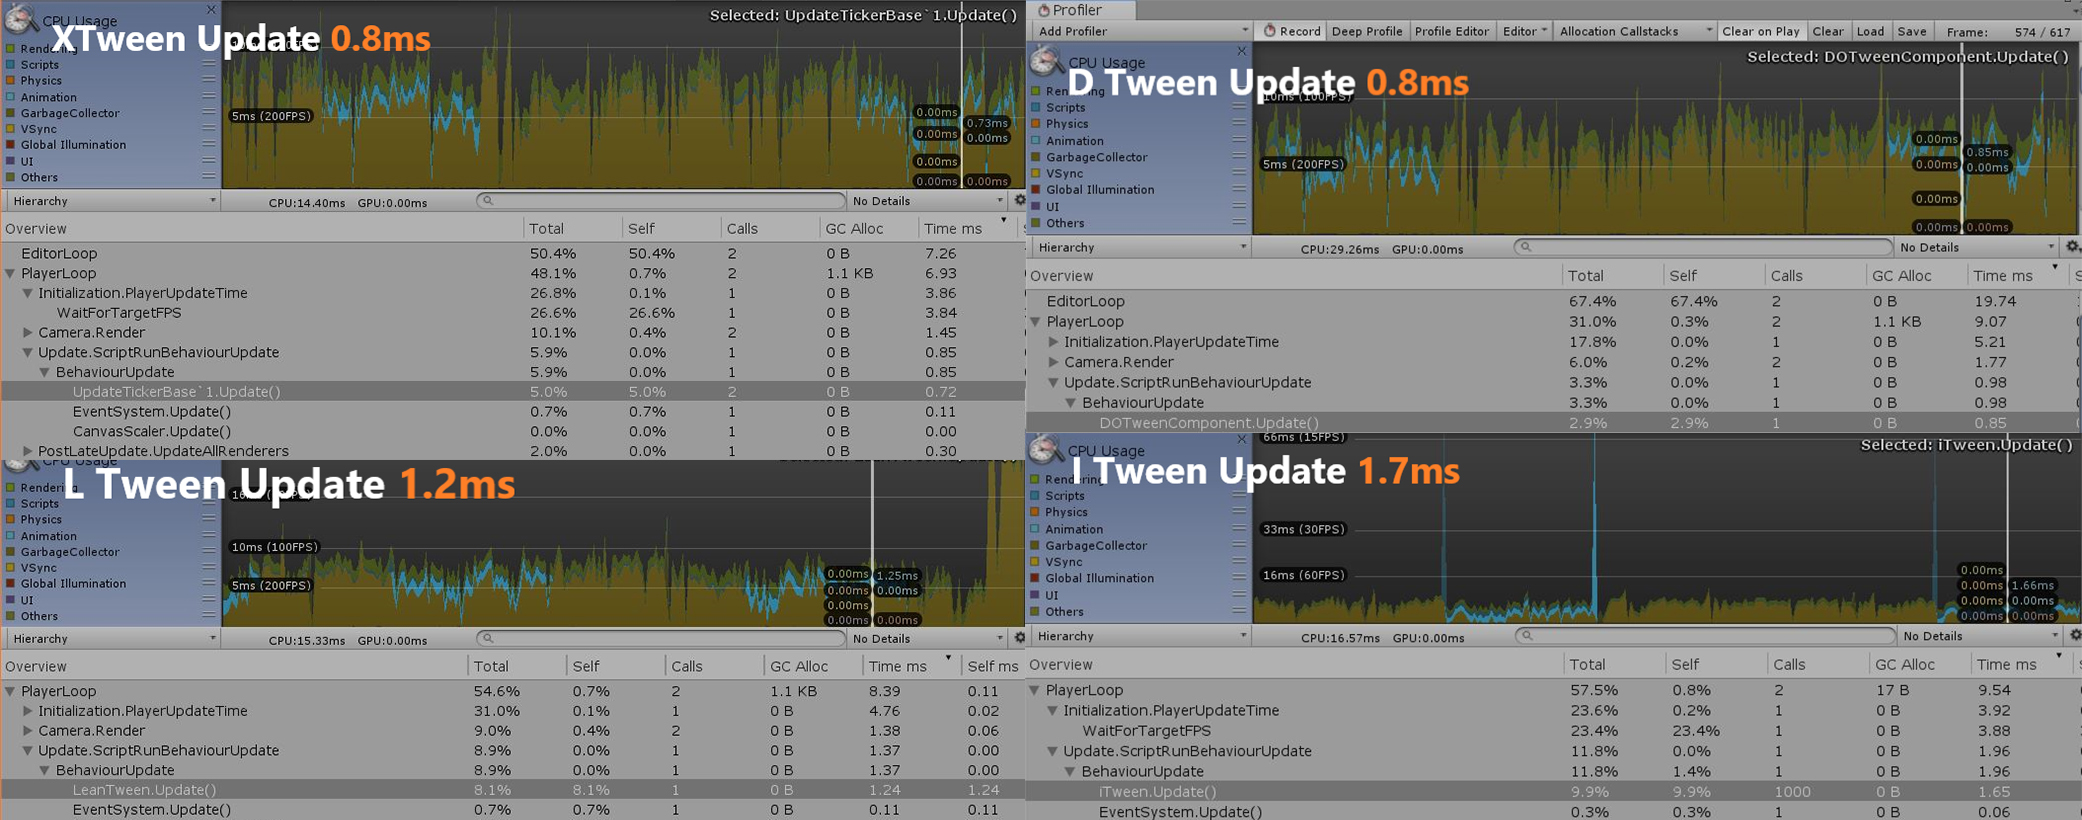 CPU Usage
Selected: UpdateTickerBase`1.Update()
XTween Update 0.8ms
Rendering
Scripts
Physics
Animation
GarbageCollector
VSync
Global Illumination
UI
Others
5ms (200FPS)
0.00ms
0.73ms
0.00ms
0.00ms
0.00ms
0.00ms
0.00ms
Hierarchy
CPU:14.40ms GPU:0.00ms
No Details
Overview Total Self Calls GC Alloc Time ms
EditorLoop 50.4% 50.4% 2 0 B 7.26
PlayerLoop 48.1% 0.7% 2 1.1 KB 6.93
Initialization.PlayerUpdateTime 26.8% 0.1% 1 0 B 3.86
WaitForTargetFPS 26.6% 26.6% 1 0 B 3.84
Camera.Render 10.1% 0.4% 2 0 B 1.45
Update.ScriptRunBehaviourUpdate 5.9% 0.0% 1 0 B 0.85
BehaviourUpdate 5.9% 0.0% 1 0 B 0.85
UpdateTickerBase`1.Update() 5.0% 5.0% 2 0 B 0.72
EventSystem.Update() 0.7% 0.7% 1 0 B 0.11
CanvasScaler.Update() 0.0% 0.0% 1 0 B 0.00
PostLateUpdate.UpdateAllRenderers 2.0% 0.0% 1 0 B 0.30
Profiler
Add Profiler Record Deep Profile Profile Editor Editor Allocation Callstacks Clear on Play Clear Load Save Frame: 574 / 617
CPU Usage
Selected: DOTweenComponent.Update()
D Tween Update 0.8ms
Rendering
10ms (100FPS)
Scripts
Physics
Animation
GarbageCollector
VSync
Global Illumination
UI
Others
5ms (200FPS)
0.00ms
0.85ms
0.00ms
0.00ms
0.00ms
0.00ms
0.00ms
Hierarchy
CPU:29.26ms GPU:0.00ms
No Details
Overview Total Self Calls GC Alloc Time ms
EditorLoop 67.4% 67.4% 2 0 B 19.74
PlayerLoop 31.0% 0.3% 2 1.1 KB 9.07
Initialization.PlayerUpdateTime 17.8% 0.0% 1 0 B 5.21
Camera.Render 6.0% 0.2% 2 0 B 1.77
Update.ScriptRunBehaviourUpdate 3.3% 0.0% 1 0 B 0.98
BehaviourUpdate 3.3% 0.0% 1 0 B 0.98
DOTweenComponent.Update() 2.9% 2.9% 1 0 B 0.85
CPU Usage
L Tween Update 1.2ms
Rendering
Scripts
Physics
Animation
GarbageCollector
VSync
Global Illumination
UI
Others
10ms (100FPS)
5ms (200FPS)
0.00ms
1.25ms
0.00ms
0.00ms
0.00ms
0.00ms
0.00ms
Hierarchy
CPU:15.33ms GPU:0.00ms
No Details
Overview Total Self Calls GC Alloc Time ms Self ms
PlayerLoop 54.6% 0.7% 2 1.1 KB 8.39 0.11
Initialization.PlayerUpdateTime 31.0% 0.1% 1 0 B 4.76 0.02
Camera.Render 9.0% 0.4% 2 0 B 1.38 0.06
Update.ScriptRunBehaviourUpdate 8.9% 0.0% 1 0 B 1.37 0.00
BehaviourUpdate 8.9% 0.0% 1 0 B 1.37 0.00
LeanTween.Update() 8.1% 8.1% 1 0 B 1.24 1.24
EventSystem.Update() 0.7% 0.7% 1 0 B 0.11 0.11
66ms (15FPS)
CPU Usage
Selected: iTween.Update()
I Tween Update 1.7ms
Rendering
Scripts
Physics
Animation
GarbageCollector
VSync
Global Illumination
UI
Others
33ms (30FPS)
16ms (60FPS)
0.00ms
0.00ms
1.66ms
0.00ms
0.00ms
0.00ms
0.00ms
Hierarchy
CPU:16.57ms GPU:0.00ms
No Details
Overview Total Self Calls GC Alloc Time ms
PlayerLoop 57.5% 0.8% 2 17 B 9.54
Initialization.PlayerUpdateTime 23.6% 0.2% 1 0 B 3.92
WaitForTargetFPS 23.4% 23.4% 1 0 B 3.88
Update.ScriptRunBehaviourUpdate 11.8% 0.0% 1 0 B 1.96
BehaviourUpdate 11.8% 1.4% 1 0 B 1.96
iTween.Update() 9.9% 9.9% 1000 0 B 1.65
EventSystem.Update() 0.3% 0.3% 1 0 B 0.06